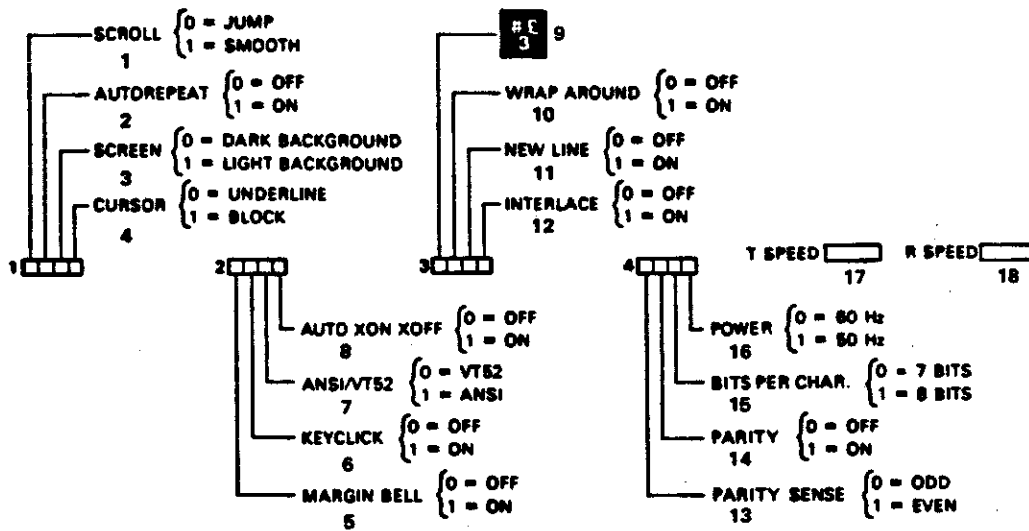 SCROLL { 0 = JUMP
1 = SMOOTH
1
AUTOREPEAT { 0 = OFF
1 = ON
2
SCREEN { 0 = DARK BACKGROUND
1 = LIGHT BACKGROUND
3
CURSOR { 0 = UNDERLINE
1 = BLOCK
4
1
# £
3
9
WRAP AROUND { 0 = OFF
1 = ON
10
NEW LINE { 0 = OFF
1 = ON
11
INTERLACE { 0 = OFF
1 = ON
12
3
2
AUTO XON XOFF { 0 = OFF
1 = ON
8
ANSI/VT52 { 0 = VT52
1 = ANSI
7
KEYCLICK { 0 = OFF
1 = ON
6
MARGIN BELL { 0 = OFF
1 = ON
5
4
T SPEED
17
R SPEED
18
POWER { 0 = 60 Hz
1 = 50 Hz
16
BITS PER CHAR. { 0 = 7 BITS
1 = 8 BITS
15
PARITY { 0 = OFF
1 = ON
14
PARITY SENSE { 0 = ODD
1 = EVEN
13